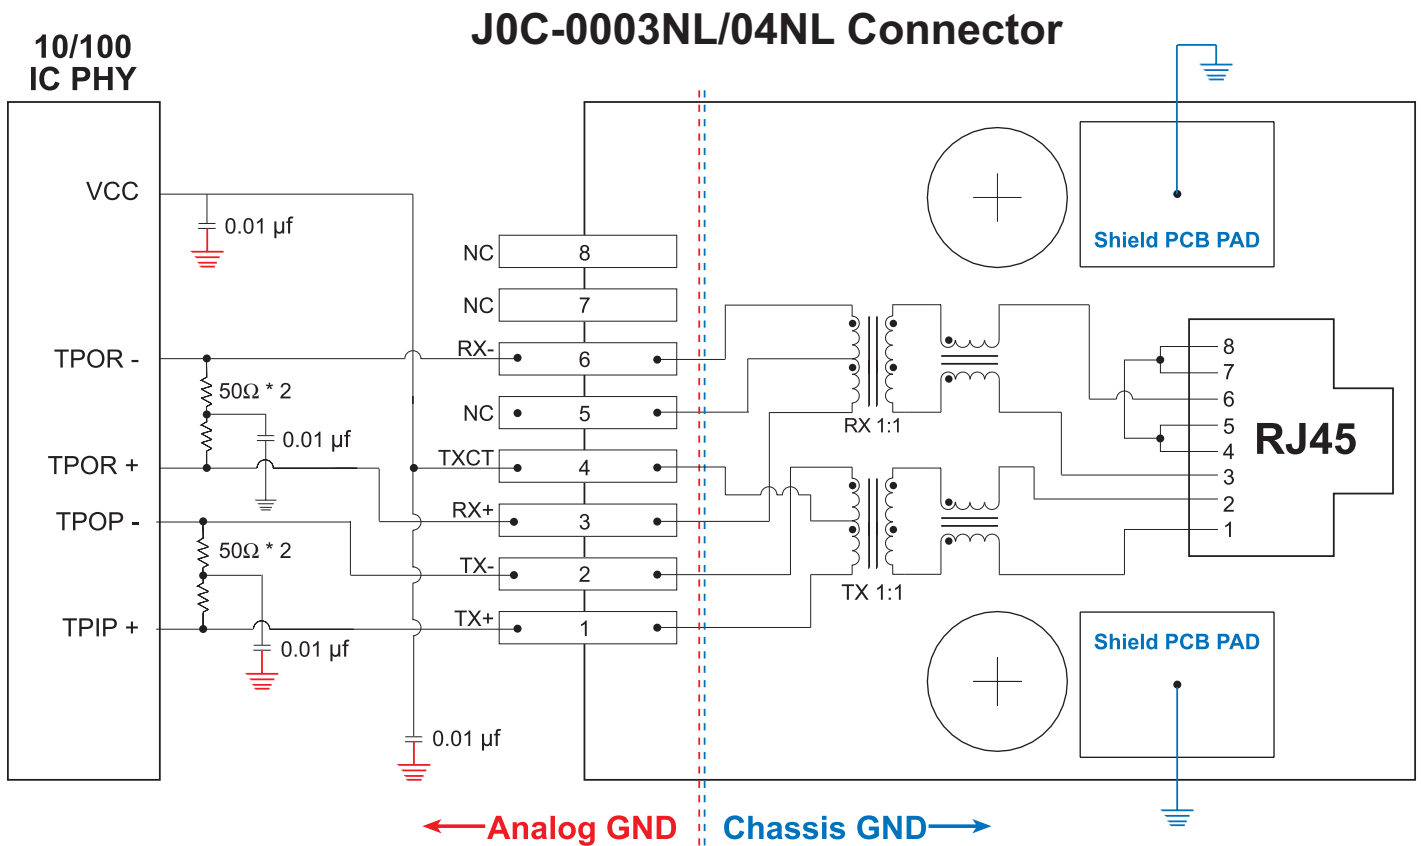 J0C-0003NL/04NL Connector
10/100
IC PHY
VCC
0.01 µf
NC 8
NC 7
TPOR - RX- 6
50Ω * 2
NC 5
0.01 µf
TPOR + TXCT 4
RX+ 3
TPOP -
50Ω * 2
TX- 2
TPIP + TX+ 1
0.01 µf
0.01 µf
Shield PCB PAD
RX 1:1
TX 1:1
8
7
6
5
4
3
2
1
RJ45
Shield PCB PAD
Analog GND
Chassis GND